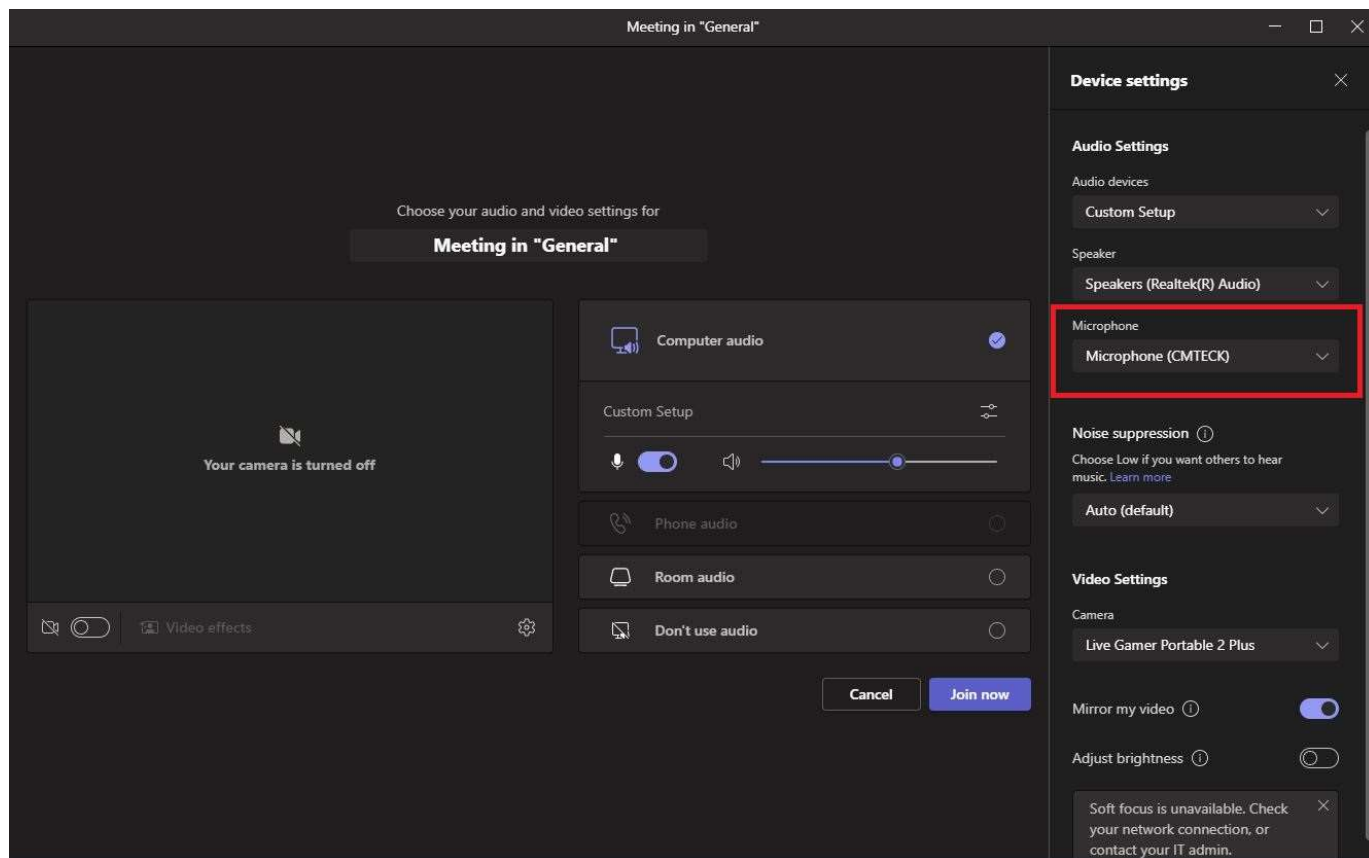 Meeting in "General"
Choose your audio and video settings for
Meeting in "General"
Your camera is turned off
Video effects
Computer audio
Custom Setup
Phone audio
Room audio
Don't use audio
Cancel
Join now
Device settings
Audio Settings
Audio devices
Custom Setup
Speaker
Speakers (Realtek(R) Audio)
Microphone
Microphone (CMTECK)
Noise suppression
Choose Low if you want others to hear
music. Learn more
Auto (default)
Video Settings
Camera
Live Gamer Portable 2 Plus
Mirror my video
Adjust brightness
Soft focus is unavailable. Check
your network connection, or
contact your IT admin.